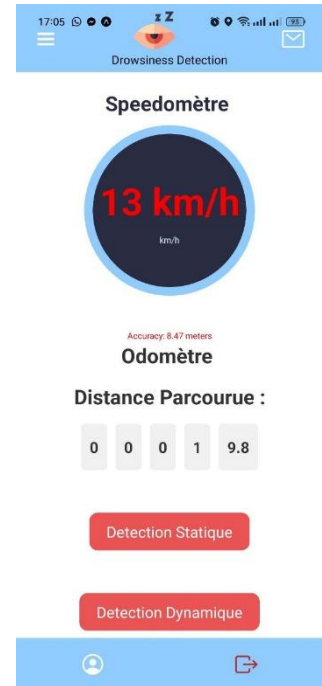 17:05
93
z Z
Drowsiness Detection
Speedomètre
13 km/h
km/h
Accuracy: 8.47 meters
Odomètre
Distance Parcourue :
0 0 0 1 9.8
Detection Statique
Detection Dynamique